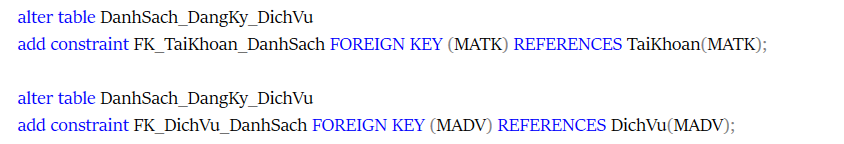 alter table DanhSach_DangKy_DichVu
add constraint FK_TaiKhoan_DanhSach FOREIGN KEY (MATK) REFERENCES TaiKhoan(MATK);
alter table DanhSach_DangKy_DichVu
add constraint FK_DichVu_DanhSach FOREIGN KEY (MADV) REFERENCES DichVu(MADV);